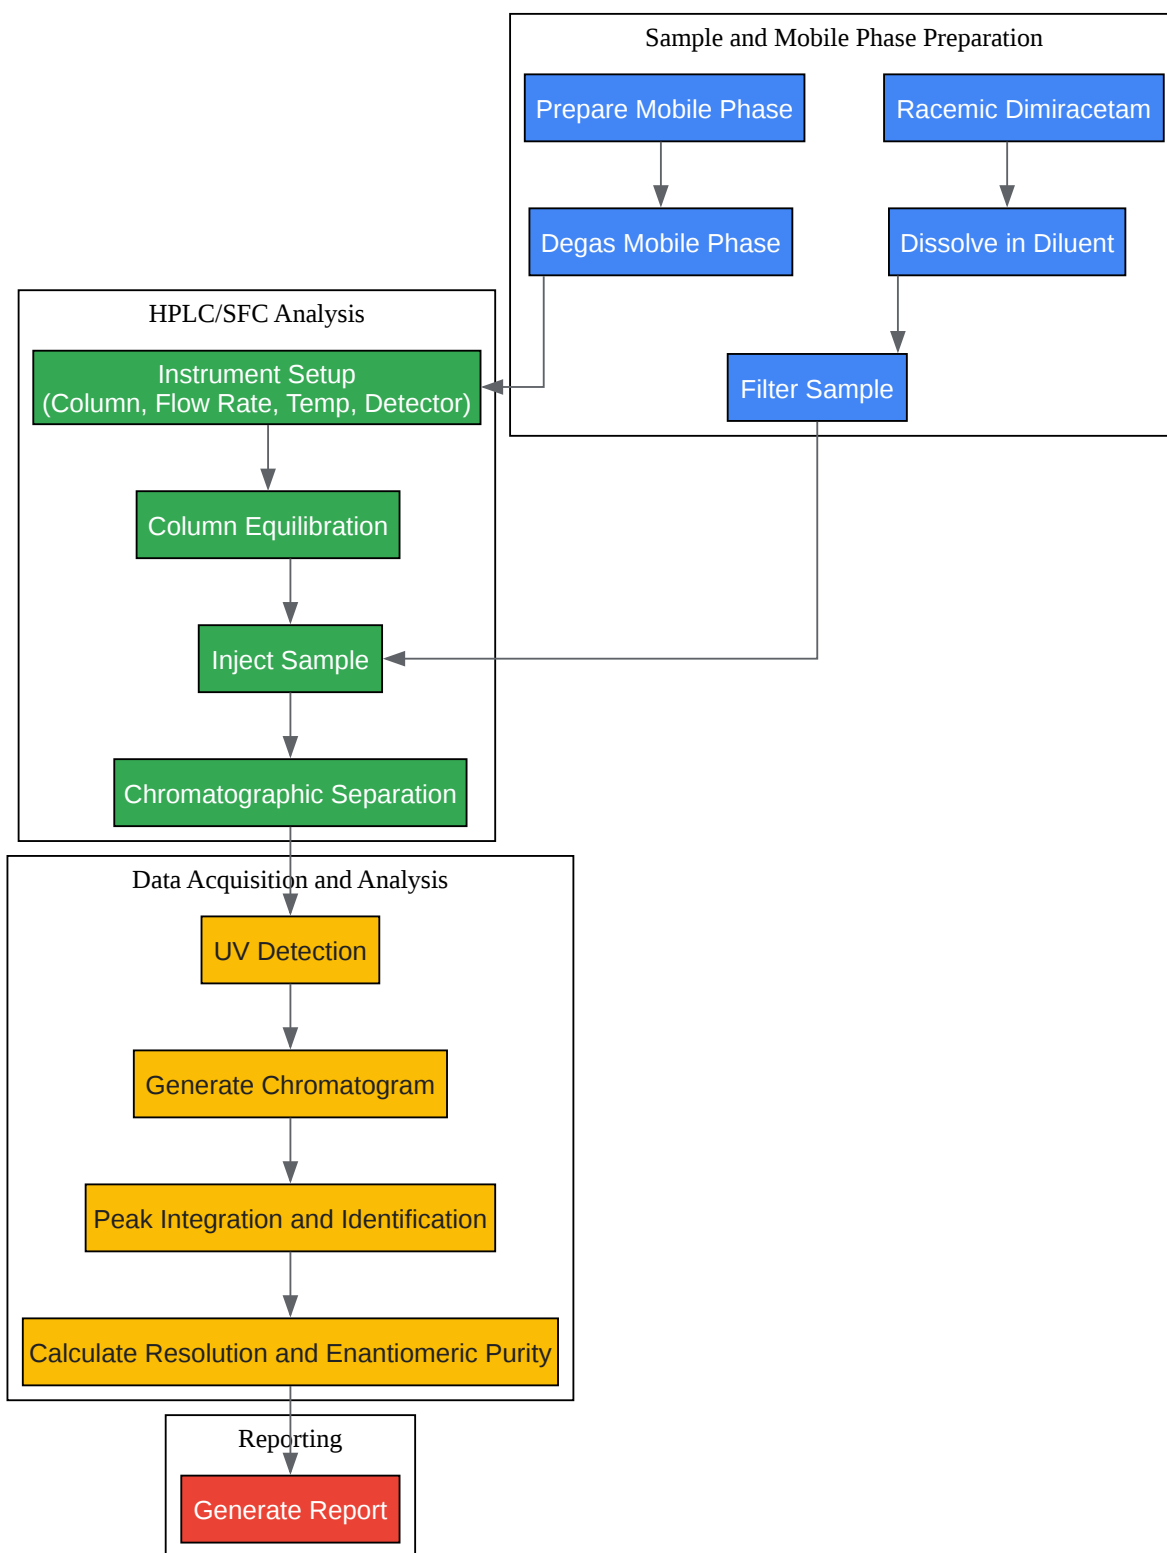 Sample and Mobile Phase Preparation
Prepare Mobile Phase
Racemic Dimiracetam
Degas Mobile Phase
Dissolve in Diluent
Filter Sample
HPLC/SFC Analysis
Instrument Setup
(Column, Flow Rate, Temp, Detector)
Column Equilibration
Inject Sample
Chromatographic Separation
Data Acquisition and Analysis
UV Detection
Generate Chromatogram
Peak Integration and Identification
Calculate Resolution and Enantiomeric Purity
Reporting
Generate Report